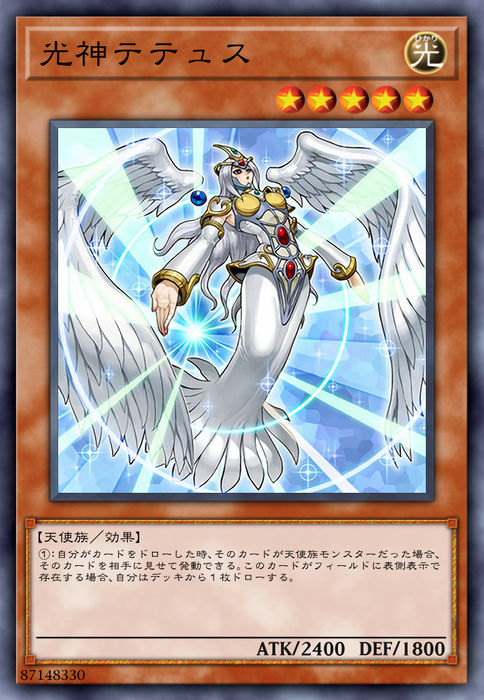 光神テテュス
ひかり
光
【天使族／効果】
①：自分がカードをドローした時、そのカードが天使族モンスターだった場合、
そのカードを相手に見せて発動できる。このカードがフィールドに表側表示で
存在する場合、自分はデッキから１枚ドローする。
ATK/2400 DEF/1800
87148330